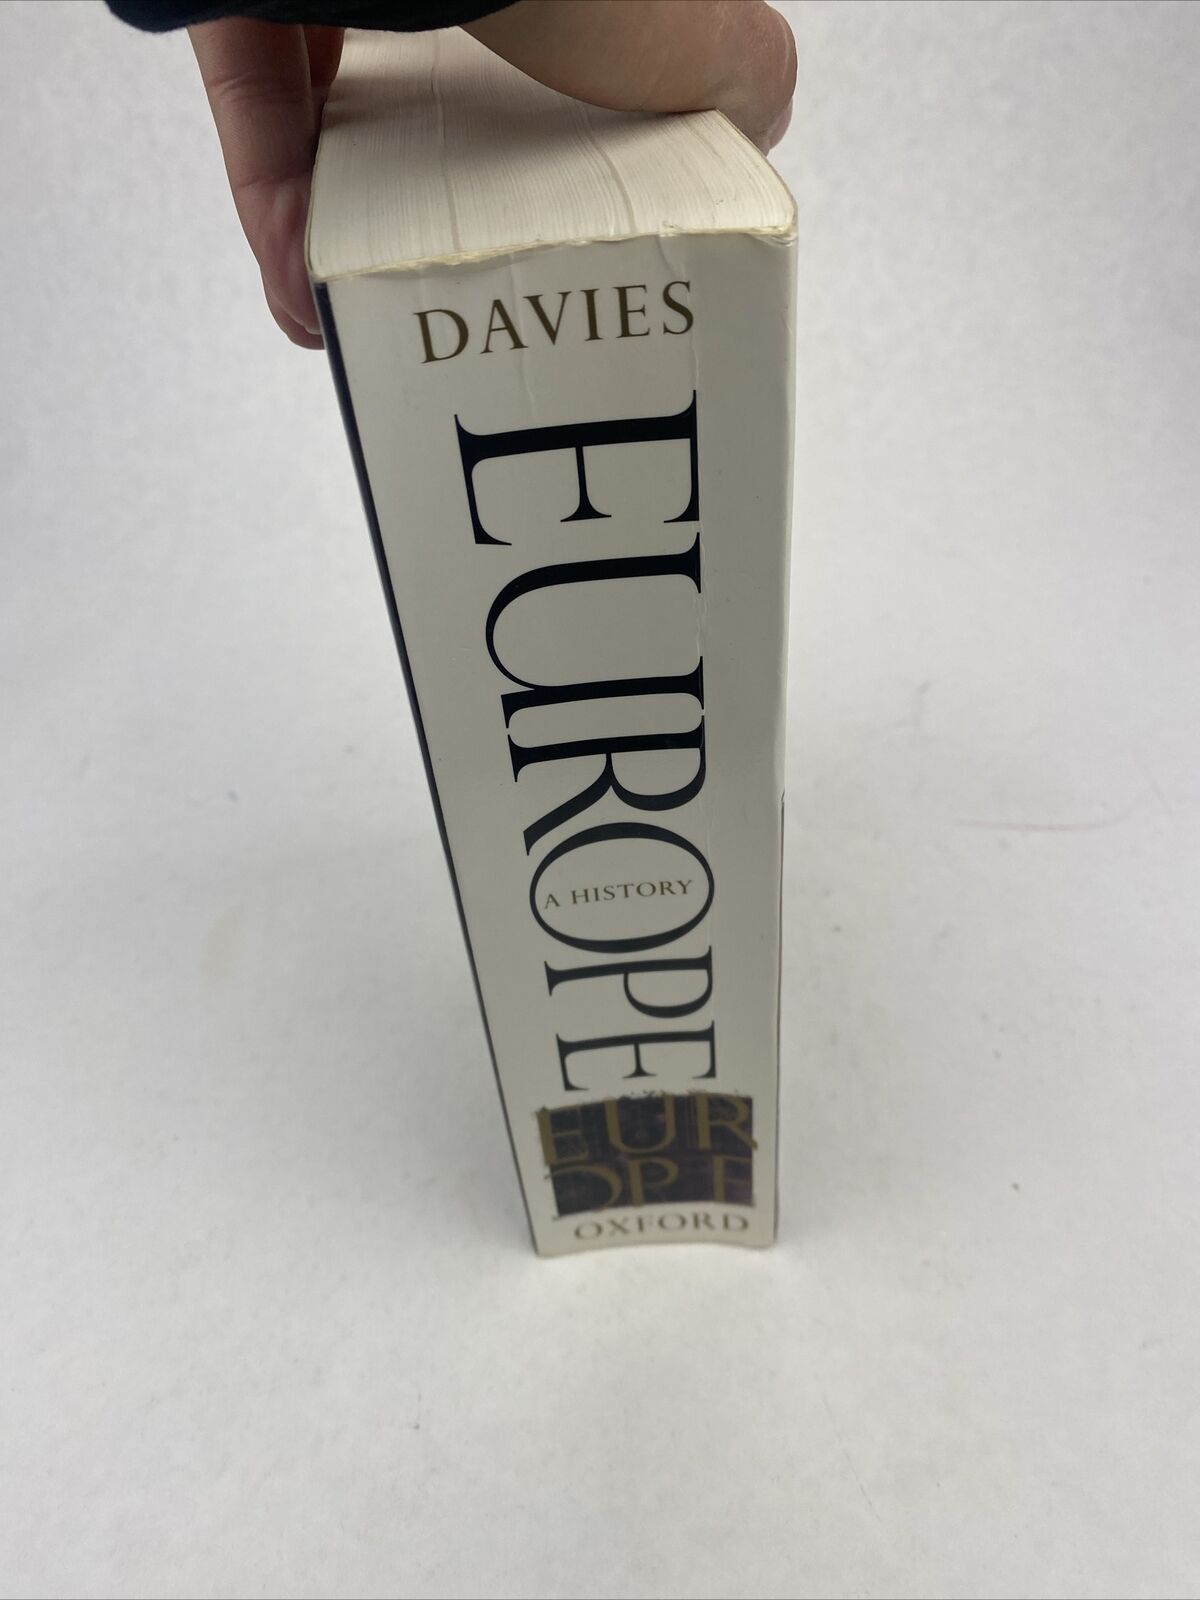 DAVIES
EUROPE
A HISTORY
EUR
OPE
OXFORD